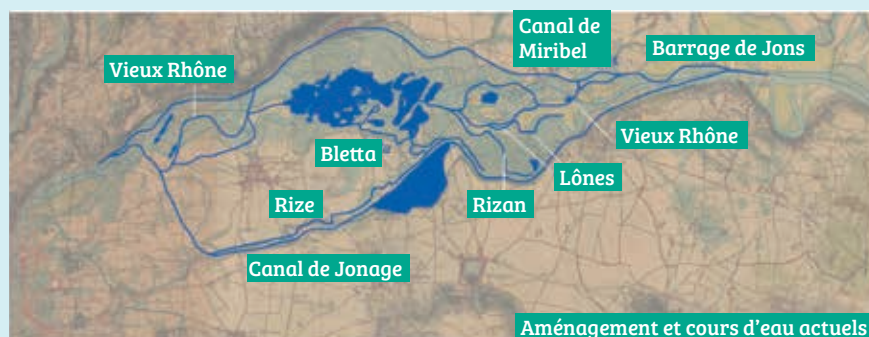 Canal de
Miribel
Barrage de Jons
Vieux Rhône
Vieux Rhône
Bletta
Lônes
Rize
Rizan
Canal de Jonage
Aménagement et cours d'eau actuels